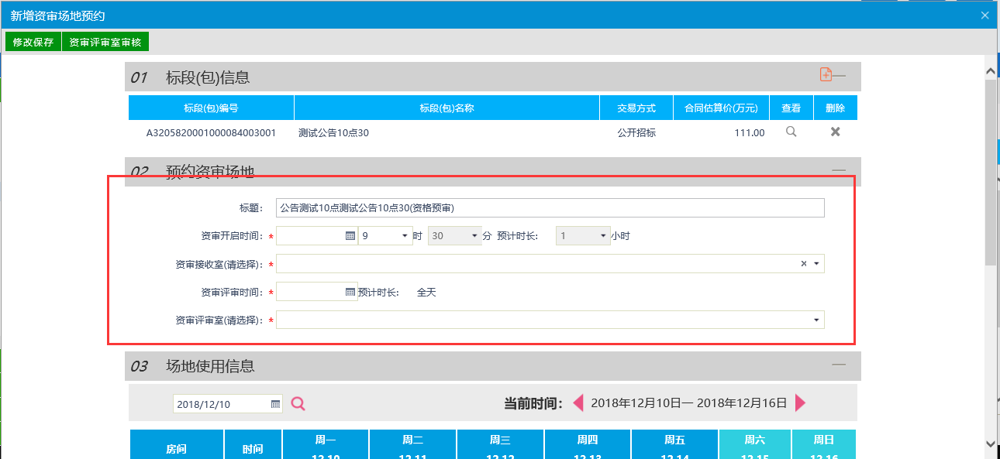 新增资审场地预约
修改保存 资审评审室审核
01 标段(包)信息
标段(包)编号 标段(包)名称 交易方式 合同估算价(万元) 查看 删除
A3205820001000084003001 测试公告10点30 公开招标 111.00
02 预约资审场地
标题： 公告测试10点测试公告10点30(资格预审)
资审开启时间：* 9 时 30 分 预计时长： 1 小时
资审接收室(请选择)：*
资审评审时间：* 预计时长： 全天
资审评审室(请选择)：*
03 场地使用信息
2018/12/10 当前时间： 2018年12月10日一 2018年12月16日
房间 时间 周一 周二 周三 周四 周五 周六 周日
12.10 12.11 12.12 12.13 12.14 12.15 12.16